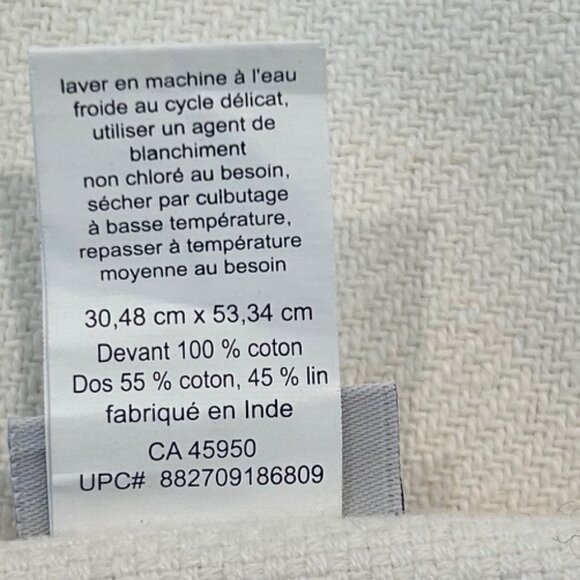 laver en machine à l'eau
froide au cycle délicat,
utiliser un agent de
blanchiment
non chloré au besoin,
sécher par culbutage
à basse température,
repasser à température
moyenne au besoin
30,48 cm x 53,34 cm
Devant 100 % coton
Dos 55 % coton, 45 % lin
fabriqué en Inde
CA 45950
UPC# 882709186809